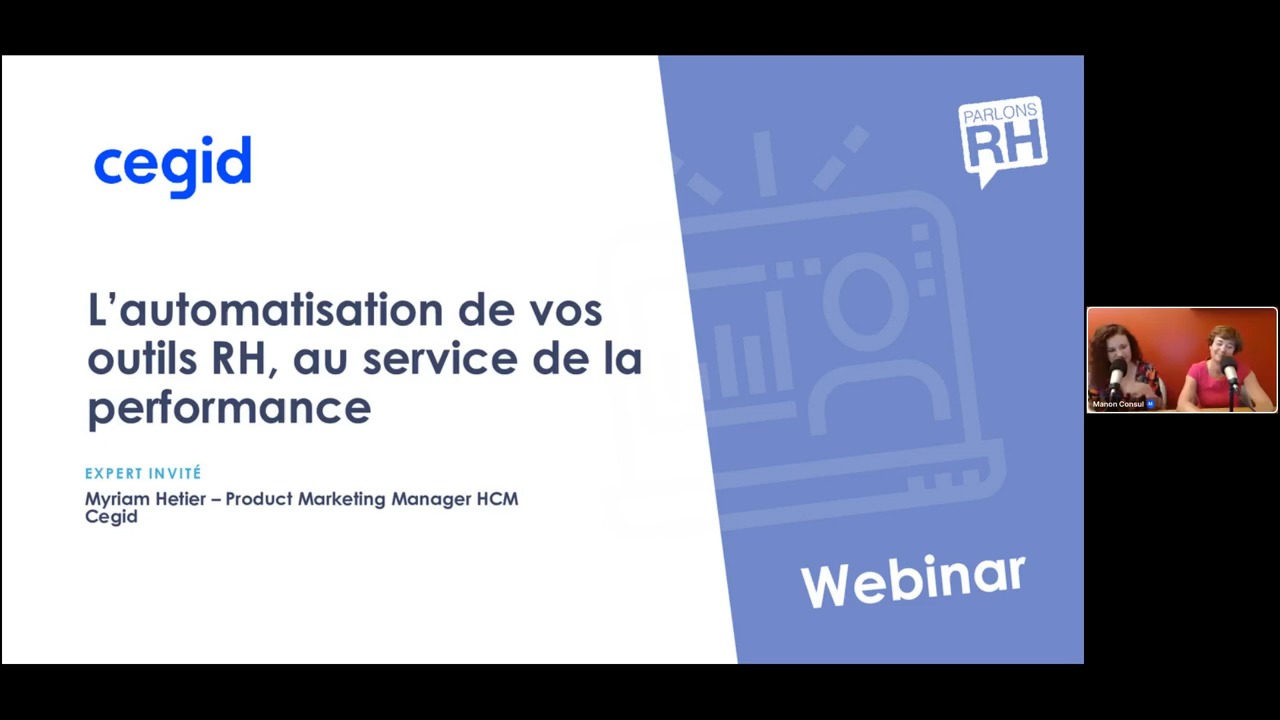 cegid
PARLONS
RH
L'automatisation de vos
outils RH, au service de la
performance
EXPERT INVITÉ
Myriam Hetier – Product Marketing Manager HCM
Cegid
Webinar
Manon Consul